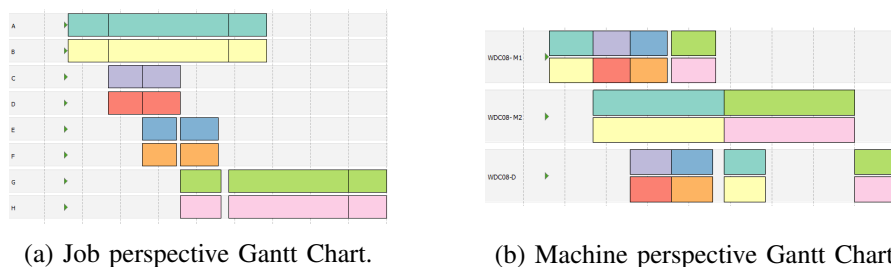 A
B
C
D
E
F
G
H
WDC08-M1
WDC08-M2
WDC08-D
(a) Job perspective Gantt Chart.
(b) Machine perspective Gantt Chart